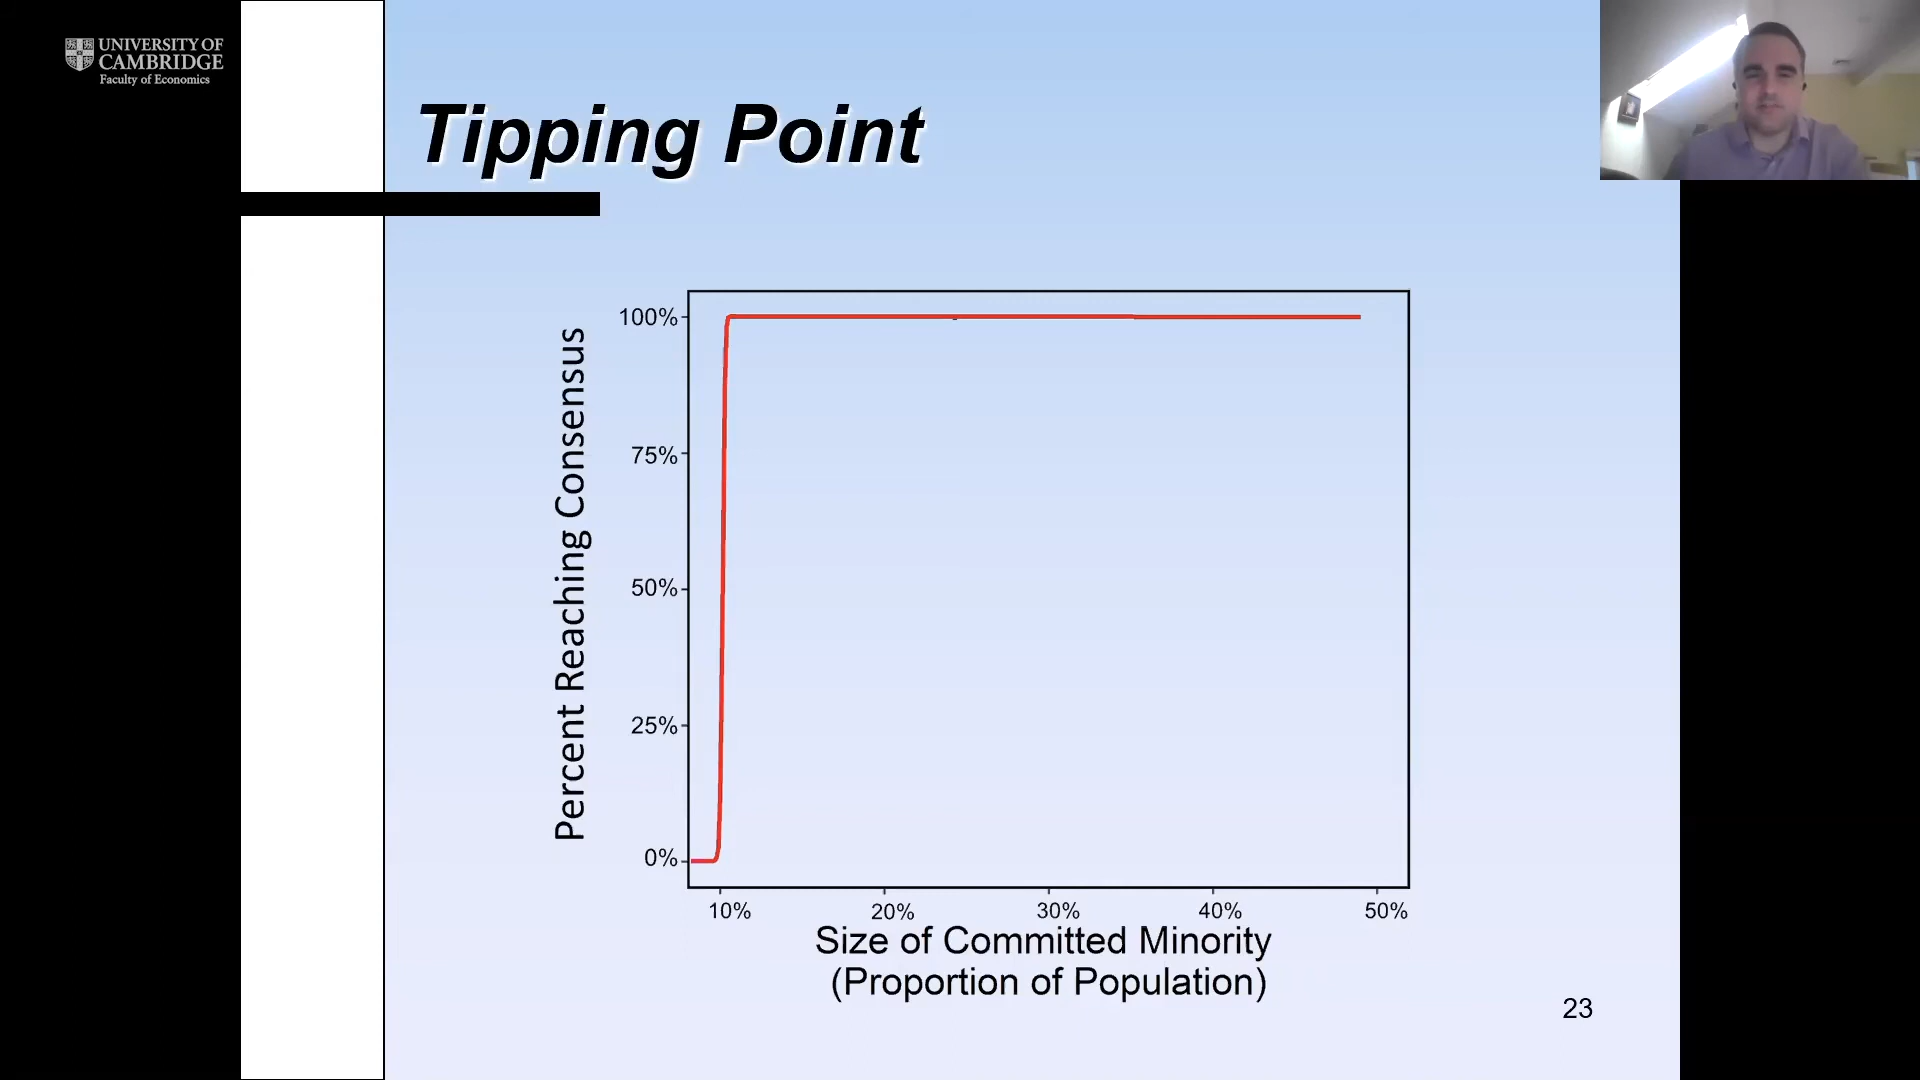 UNIVERSITY OF
CAMBRIDGE
Faculty of Economics
Tipping Point
Percent Reaching Consensus
100%
75%
50%
25%
0%
10%
20%
30%
40%
50%
Size of Committed Minority
(Proportion of Population)
23